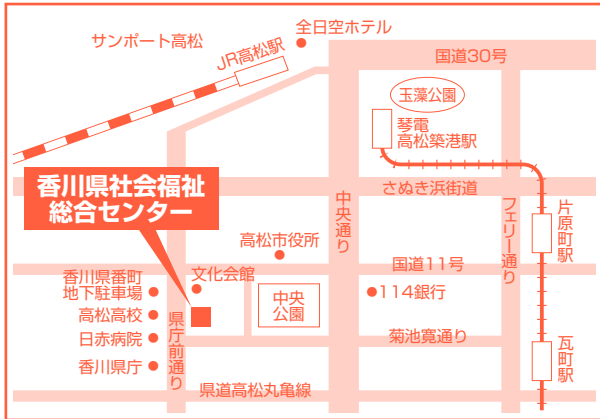 全日空ホテル
サンポート高松
JR高松駅
国道30号
玉藻公園
琴電
高松築港駅
香川県社会福祉
総合センター
さぬき浜街道
中央通り
フェリー通り
片原町駅
高松市役所
国道11号
文化会館
香川県番町
地下駐車場
中央
公園
114銀行
高松高校
県庁前通り
日赤病院
菊池寛通り
瓦町駅
香川県庁
県道高松丸亀線